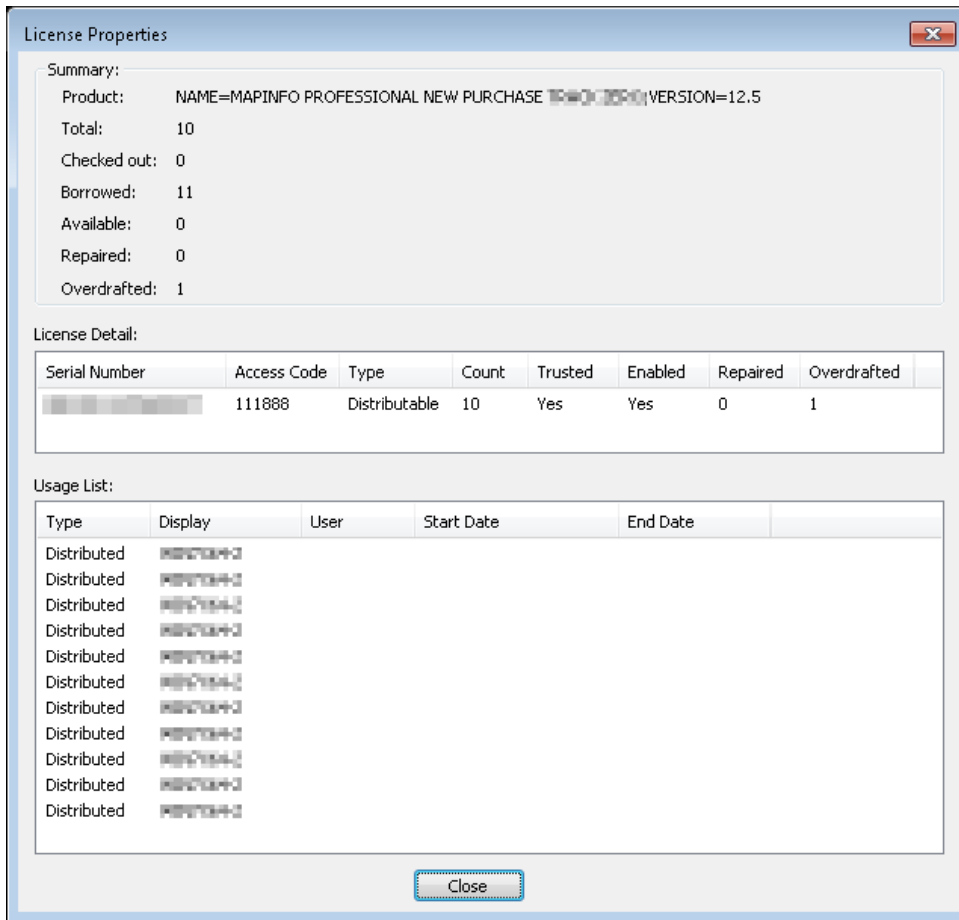 License Properties
Summary:
Product: NAME=MAPINFO PROFESSIONAL NEW PURCHASE VERSION=12.5
Total: 10
Checked out: 0
Borrowed: 11
Available: 0
Repaired: 0
Overdrafted: 1
License Detail:
Serial Number Access Code Type Count Trusted Enabled Repaired Overdrafted
111888 Distributable 10 Yes Yes 0 1
Usage List:
Type Display User Start Date End Date
Distributed
Distributed
Distributed
Distributed
Distributed
Distributed
Distributed
Distributed
Distributed
Distributed
Distributed
Close